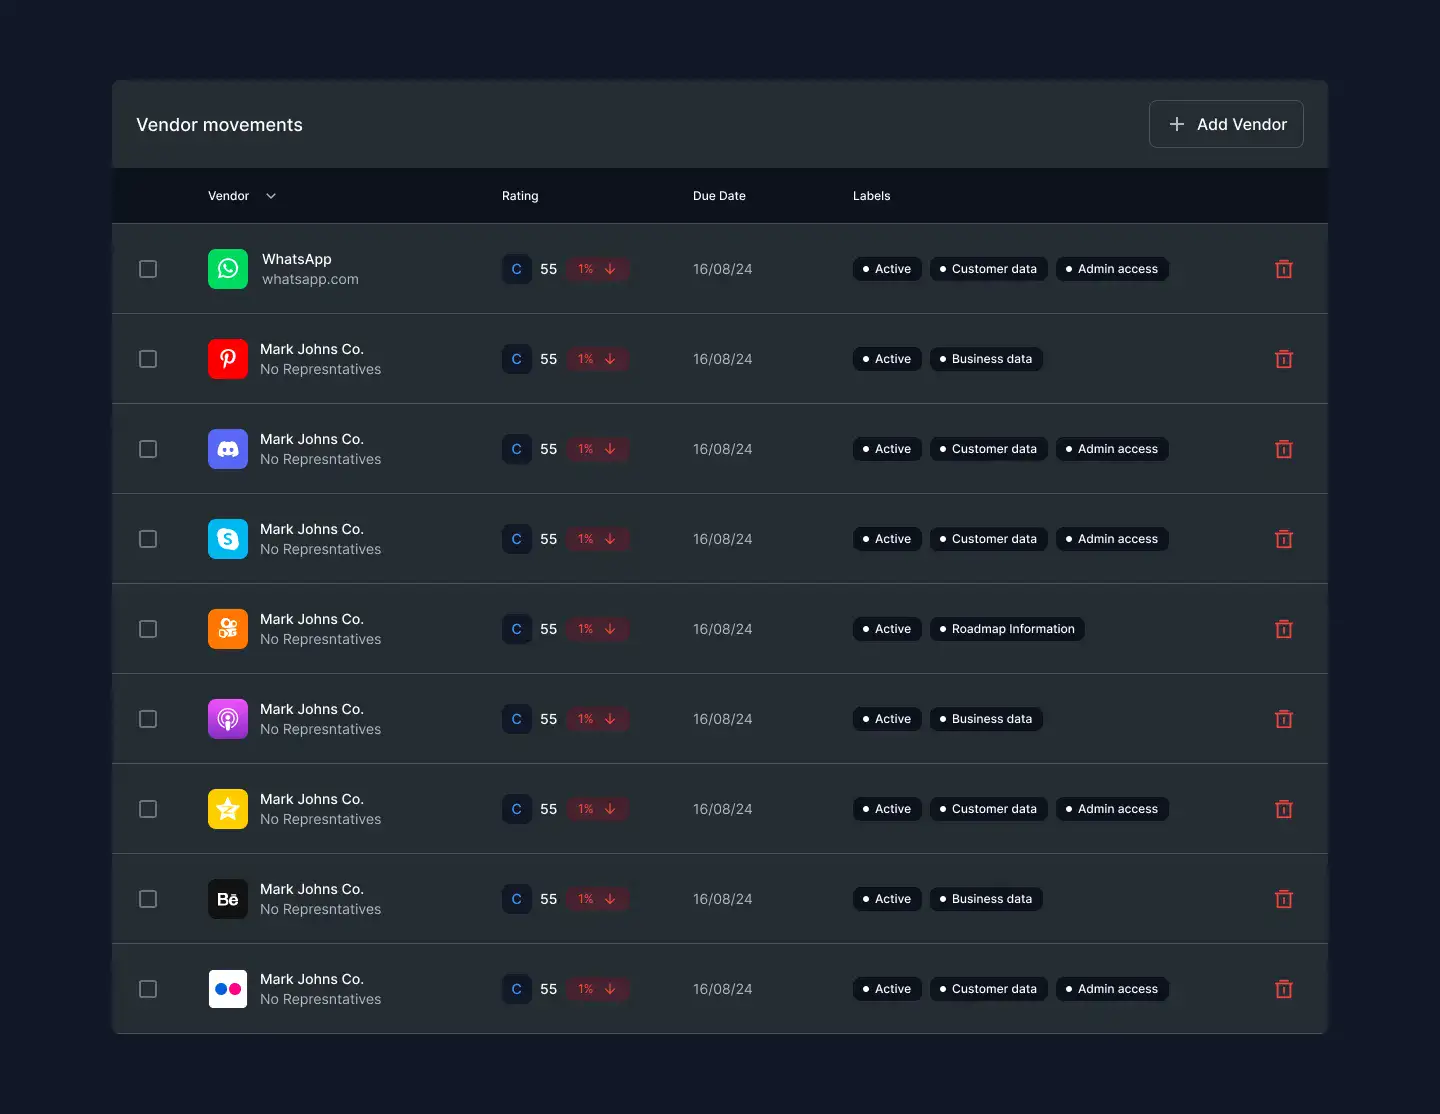 Vendor movements
Add Vendor
Vendor Rating Due Date Labels
WhatsApp
whatsapp.com
C 55 1% 16/08/24 Active Customer data Admin access
Mark Johns Co.
No Represntatives
C 55 1% 16/08/24 Active Business data
Mark Johns Co.
No Represntatives
C 55 1% 16/08/24 Active Customer data Admin access
Mark Johns Co.
No Represntatives
C 55 1% 16/08/24 Active Customer data Admin access
Mark Johns Co.
No Represntatives
C 55 1% 16/08/24 Active Roadmap Information
Mark Johns Co.
No Represntatives
C 55 1% 16/08/24 Active Business data
Mark Johns Co.
No Represntatives
C 55 1% 16/08/24 Active Customer data Admin access
Bē
Mark Johns Co.
No Represntatives
C 55 1% 16/08/24 Active Business data
Mark Johns Co.
No Represntatives
C 55 1% 16/08/24 Active Customer data Admin access